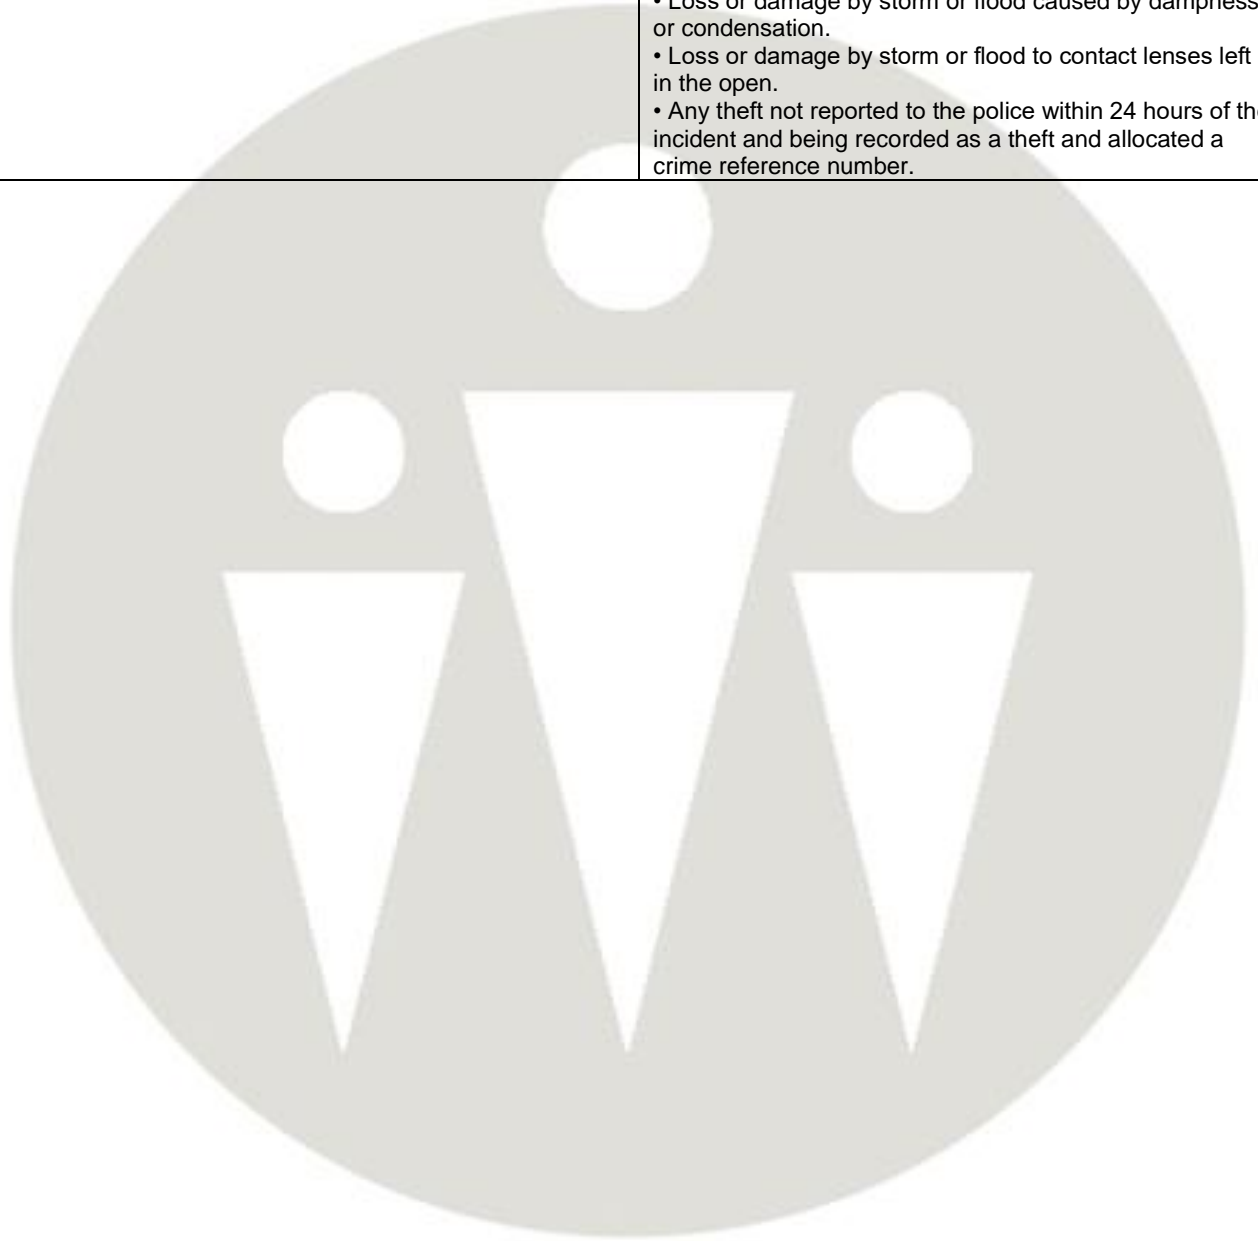 • Loss or damage by storm or flood caused by dampness
or condensation.
• Loss or damage by storm or flood to contact lenses left
in the open.
• Any theft not reported to the police within 24 hours of the
incident and being recorded as a theft and allocated a
crime reference number.